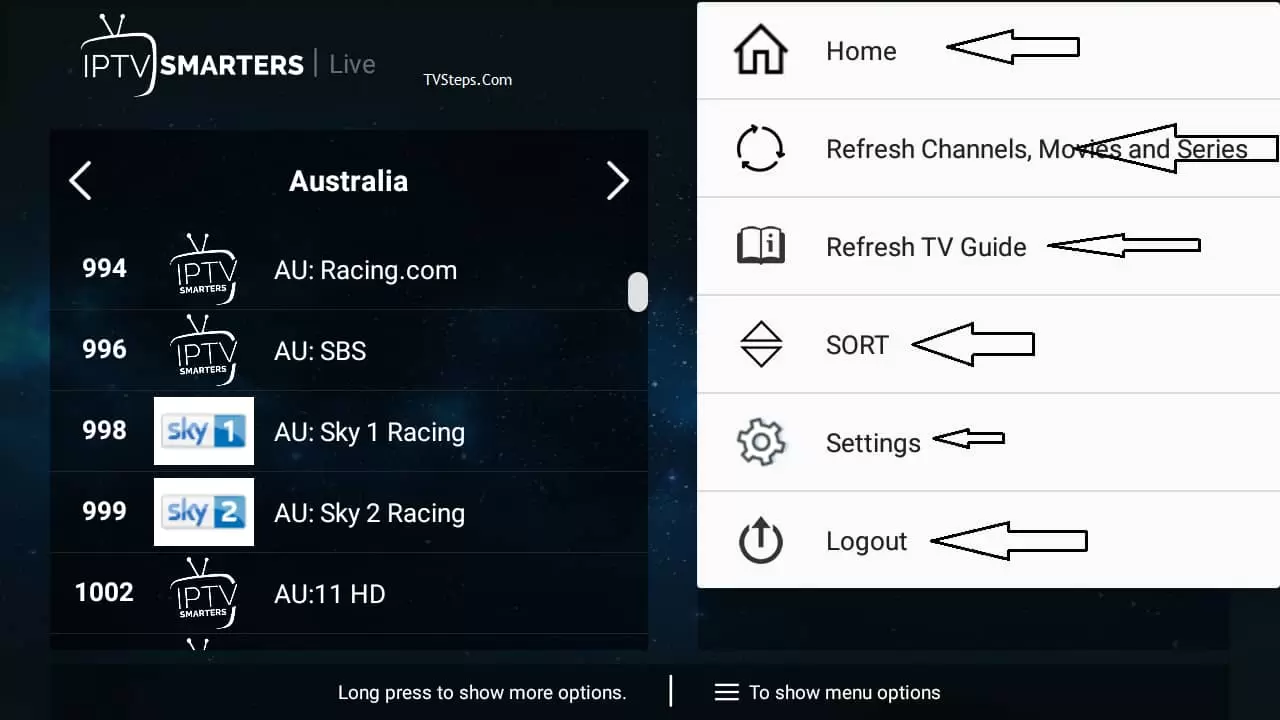 IPTV SMARTERS | Live
TVSteps.Com
Australia
994 IPTV SMARTERS AU: Racing.com
996 IPTV SMARTERS AU: SBS
998 sky 1 AU: Sky 1 Racing
999 sky 2 AU: Sky 2 Racing
1002 IPTV SMARTERS AU:11 HD
Home
Refresh Channels, Movies and Series
Refresh TV Guide
SORT
Settings
Logout
Long press to show more options. | To show menu options